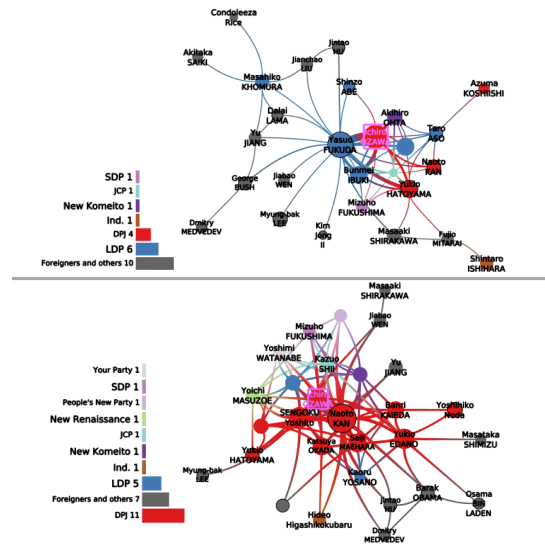 Condoleeza
Rice
Akitaka
SAIKI
Jianchao
LIU
Jintao
HU
Masahiko
KHOMURA
Shinzo
ABE
Azuma
KOSHIISHI
Dalai
LAMA
Akihiro
OHTA
Taro
ASO
Yu
JIANG
Yasuo
FUKUDA
Ichiro
OZAWA
Naoto
KAN
Bunmei
IBUKI
George
BUSH
Jiabao
WEN
Yukio
HATOYAMA
Mizuho
FUKUSHIMA
Dmitry
MEDVEDEV
Myung-bak
LEE
Kim
Jong
Il
Masaaki
SHIRAKAWA
Fujio
MITARAI
Shintaro
ISHIHARA
SDP 1
JCP 1
New Komeito 1
Ind. 1
DPJ 4
LDP 6
Foreigners and others 10
Masaaki
SHIRAKAWA
Jiabao
WEN
Mizuho
FUKUSHIMA
Yoshimi
WATANABE
Kazuo
SHII
Yu
JIANG
Yoichi
MASUZOE
Ichiro
OZAWA
SENGOKU
Yoshito
Naoto
KAN
Banri
KAIEDA
Yoshihiko
Noda
Katsuya
OKADA
Seiji
MAEHARA
Yukio
EDANO
Masataka
SHIMIZU
Yukio
HATOYAMA
Myung-bak
LEE
Kaoru
YOSANO
Barak
OBAMA
Osama
BIN
LADEN
Jintao
HU
Hideo
Higashikokubaru
Dmitry
MEDVEDEV
Your Party 1
SDP 1
People's New Party 1
New Renaissance 1
JCP 1
New Komeito 1
Ind. 1
LDP 5
Foreigners and others 7
DPJ 11